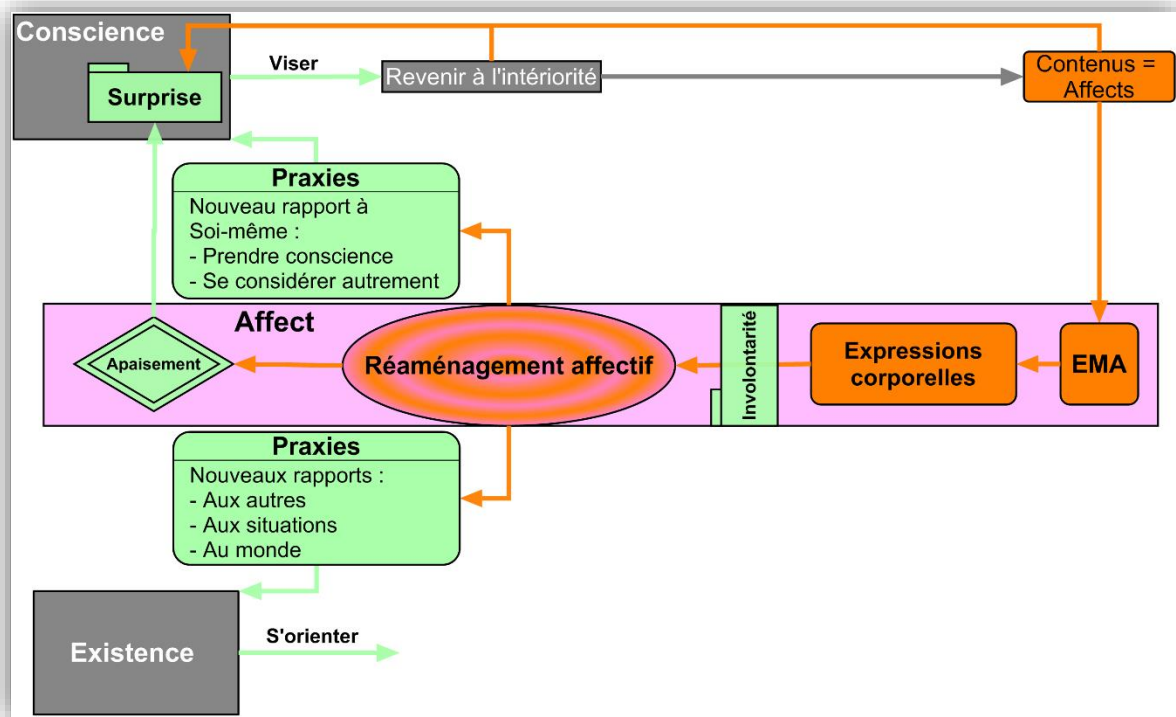 Conscience
Surprise
Viser
Revenir à l'intériorité
Contenus =
Affects
Praxies
Nouveau rapport à
Soi-même :
- Prendre conscience
- Se considérer autrement
Affect
Apaisement
Réaménagement affectif
Involontarité
Expressions
corporelles
EMA
Praxies
Nouveaux rapports :
- Aux autres
- Aux situations
- Au monde
Existence
S'orienter